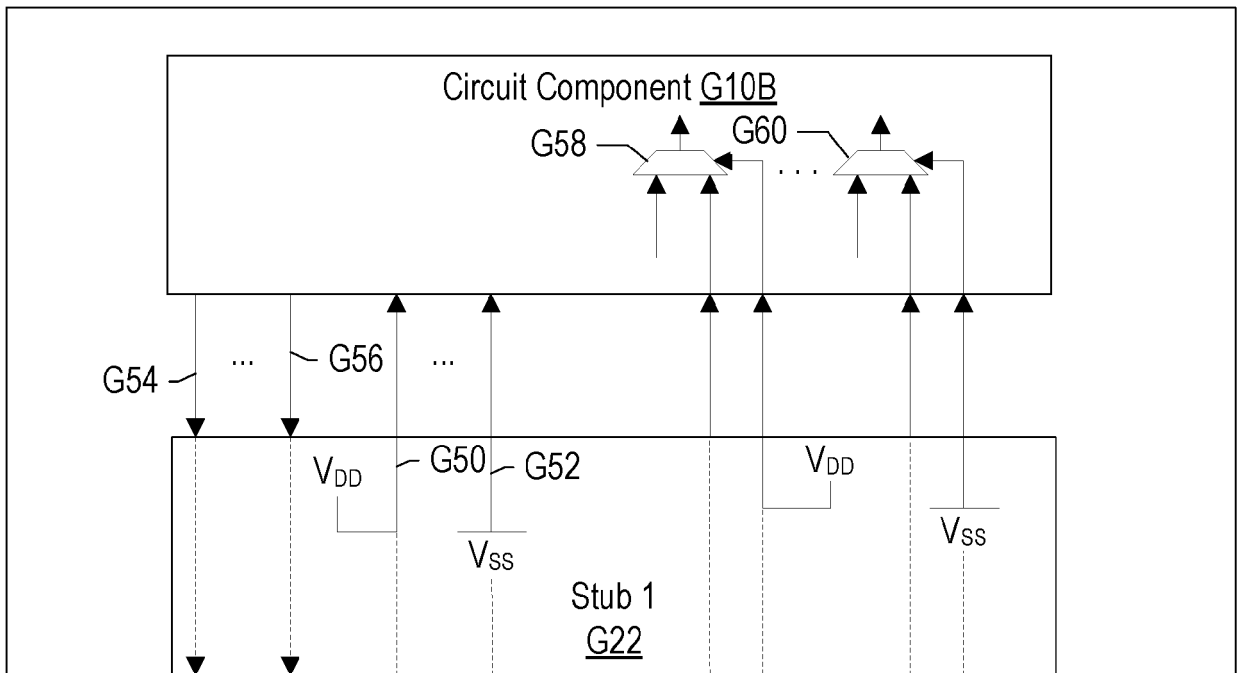 Circuit Component G10B
G58
G60
. . .
G54
...
G56
...
G50
G52
VDD
VSS
VDD
VSS
Stub 1
G22